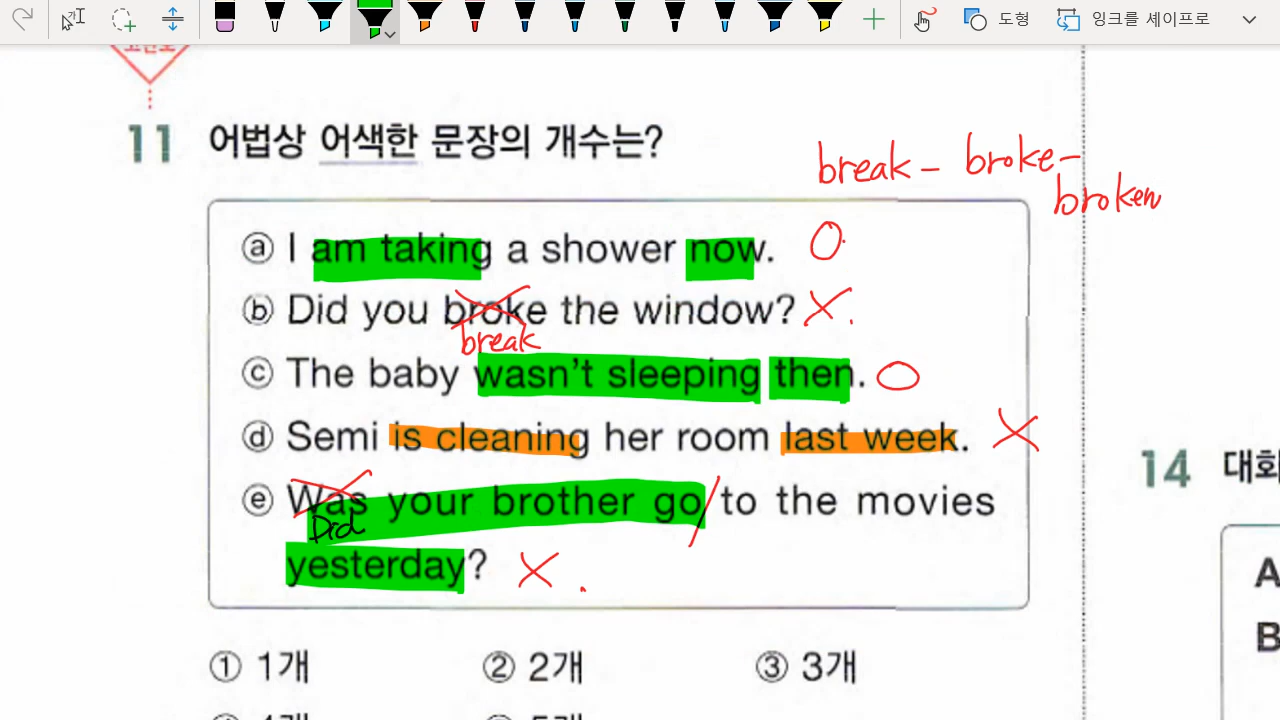 도형
잉크를 셰이프로
11 어법상 어색한 문장의 개수는?
break - broke -
broken
ⓐ I am taking a shower now. O
ⓑ Did you broke the window? X.
break
ⓒ The baby wasn't sleeping then. O
ⓓ Semi is cleaning her room last week. X
ⓔ Was your brother go / to the movies
Did
yesterday? X.
① 1개 ② 2개 ③ 3개
14 대화
A
B